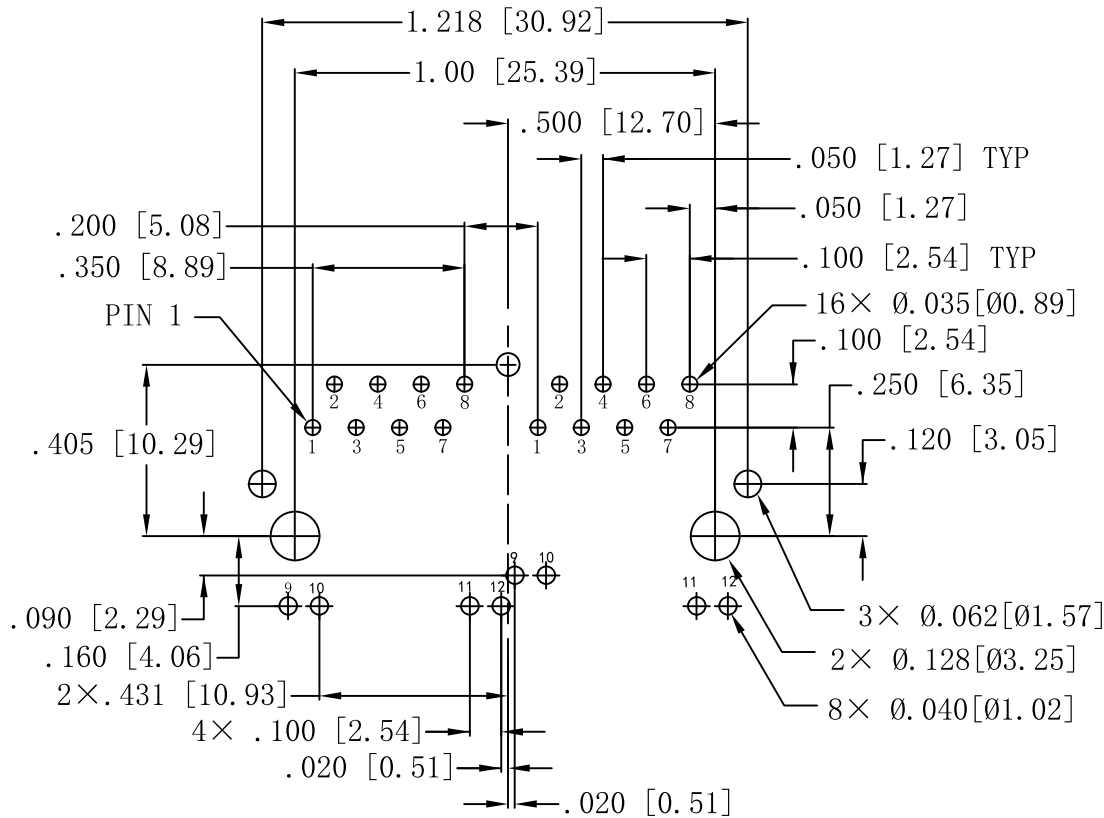 1.218 [30.92]
1.00 [25.39]
.500 [12.70]
.050 [1.27] TYP
.200 [5.08]
.050 [1.27]
.350 [8.89]
.100 [2.54] TYP
PIN 1
16× Ø.035[Ø0.89]
.100 [2.54]
2 4 6 8 2 4 6 8
.250 [6.35]
1 3 5 7 1 3 5 7
.405 [10.29]
.120 [3.05]
9 10
9 10 11 12 11 12
.090 [2.29]
3× Ø.062[Ø1.57]
.160 [4.06]
2× Ø.128[Ø3.25]
2×.431 [10.93]
8× Ø.040[Ø1.02]
4× .100 [2.54]
.020 [0.51]
.020 [0.51]